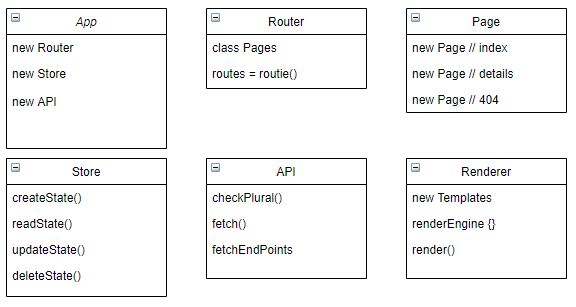 App
new Router
new Store
new API
Router
class Pages
routes = routie()
Page
new Page // index
new Page // details
new Page // 404
Store
createState()
readState()
updateState()
deleteState()
API
checkPlural()
fetch()
fetchEndPoints
Renderer
new Templates
renderEngine {}
render()